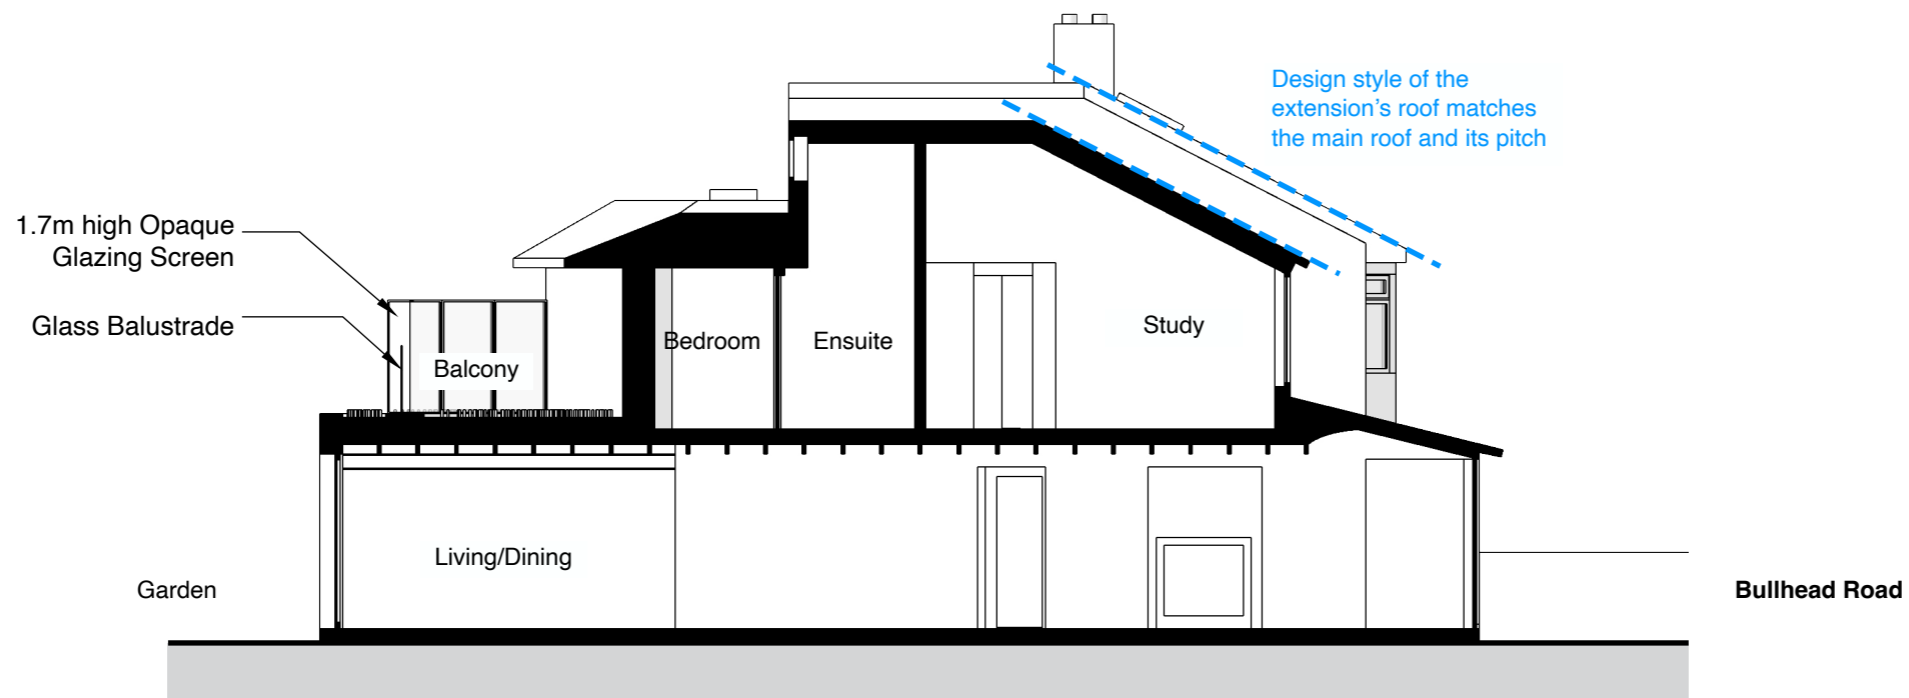 Design style of the
extension’s roof matches
the main roof and its pitch
1.7m high Opaque
Glazing Screen
Glass Balustrade
Balcony
Bedroom
Ensuite
Study
Living/Dining
Garden
Bullhead Road